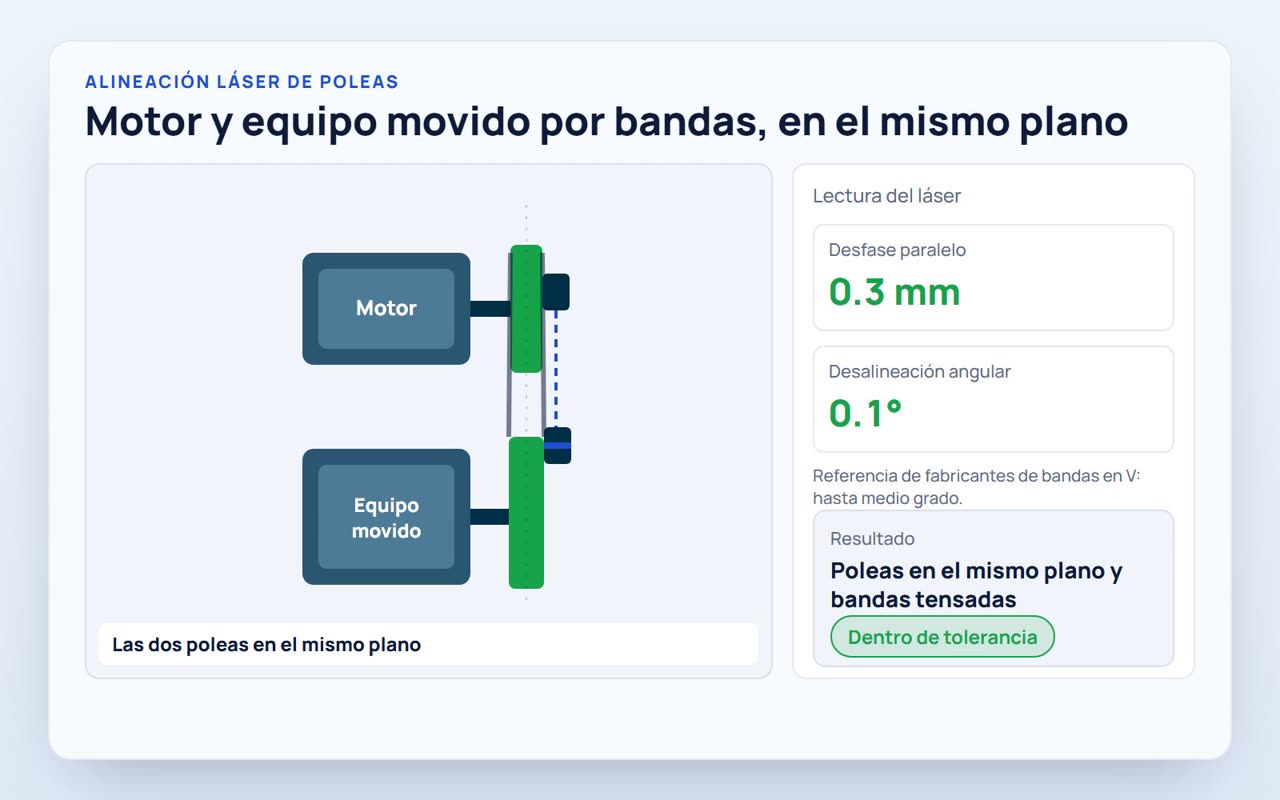 ALINEACIÓN LÁSER DE POLEAS
Motor y equipo movido por bandas, en el mismo plano
Motor
Equipo
movido
Las dos poleas en el mismo plano
Lectura del láser
Desfase paralelo
0.3 mm
Desalineación angular
0.1°
Referencia de fabricantes de bandas en V:
hasta medio grado.
Resultado
Poleas en el mismo plano y
bandas tensadas
Dentro de tolerancia